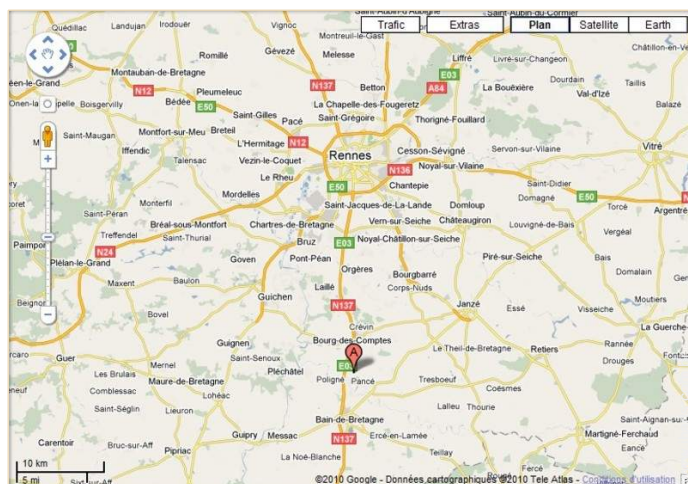 Saint-Aubin-du-Cormier
Trafic
Extras
Plan
Satellite
Earth
Quédillac
Landujan
Irodouër
Vignoc
Montreuil-le-Gast
Gévezé
Melesse
Romillé
Liffré
Livré-sur-Changeon
E03
N137
A84
Châtillon-en-
Montauban-de-Bretagne
Pleumeleuc
N12
Bédée
Betton
La Bouëxière
Dourdain
Val-d'Izé
Taillis
La Chapelle-des-Fougeretz
Boisgervilly
E50
Saint-Gilles
Pacé
Saint-Grégoire
Thorigné-Fouillard
Balazé
Saint-Maugan
Montfort-sur-Meu
Breteil
N12
L'Hermitage
Iffendic
Talensac
Vezin-le-Coquet
Rennes
Cesson-Sévigné
Servon-sur-Vilaine
Vitré
Noyal-sur-Vilaine
N136
Le Rheu
Mordelles
E50
Chantepie
Saint-Didier
Domagné
E50
Monterfil
Domloup
Torcé
Saint-Péran
Saint-Jacques-de-La-Lande
Argentré
Treffendel
Bréal-sous-Montfort
Chartres-de-Bretagne
Vern-sur-Seiche
Châteaugiron
Louvigné-de-Bais
Vergéal
Saint-Thurial
Bruz
E03
Noyal-Châtillon-sur-Seiche
Paimpont
N24
Plélan-le-Grand
Goven
Pont-Péan
Bais
Piré-sur-Seiche
Orgères
Domalain
Maxent
Baulon
Bourgbarré
Corps-Nuds
Laillé
Moutiers
Beignon
Guichen
N137
Janzé
Essé
Visseiche
Bovel
La Guerche
Crévin
Guignen
Bourg-des-Comptes
Rannée
Guer
Mernel
Saint-Senoux
A
Le Theil-de-Bretagne
Retiers
Drouges
Les Brulais
Pléchâtel
E03
Comblessac
Maure-de-Bretagne
Poligné
Pancé
Tresboeuf
Coësmes
Lohéac
Saint-Séglin
Lieuron
Lalleu
Thourie
Bain-de-Bretagne
Saint-Aignan-su
Guipry
Messac
Ercé-en-Lamée
Martigné-Ferchaud
Carentoir
Bruc-sur-Aff
N137
Pipriac
Teillay
Eancé
La Noë-Blanche
10 km
5 mi
Sixt-sur-Aff
©2010 Google - Données cartographiques ©2010 Tele Atlas - Conditions d'utilisation